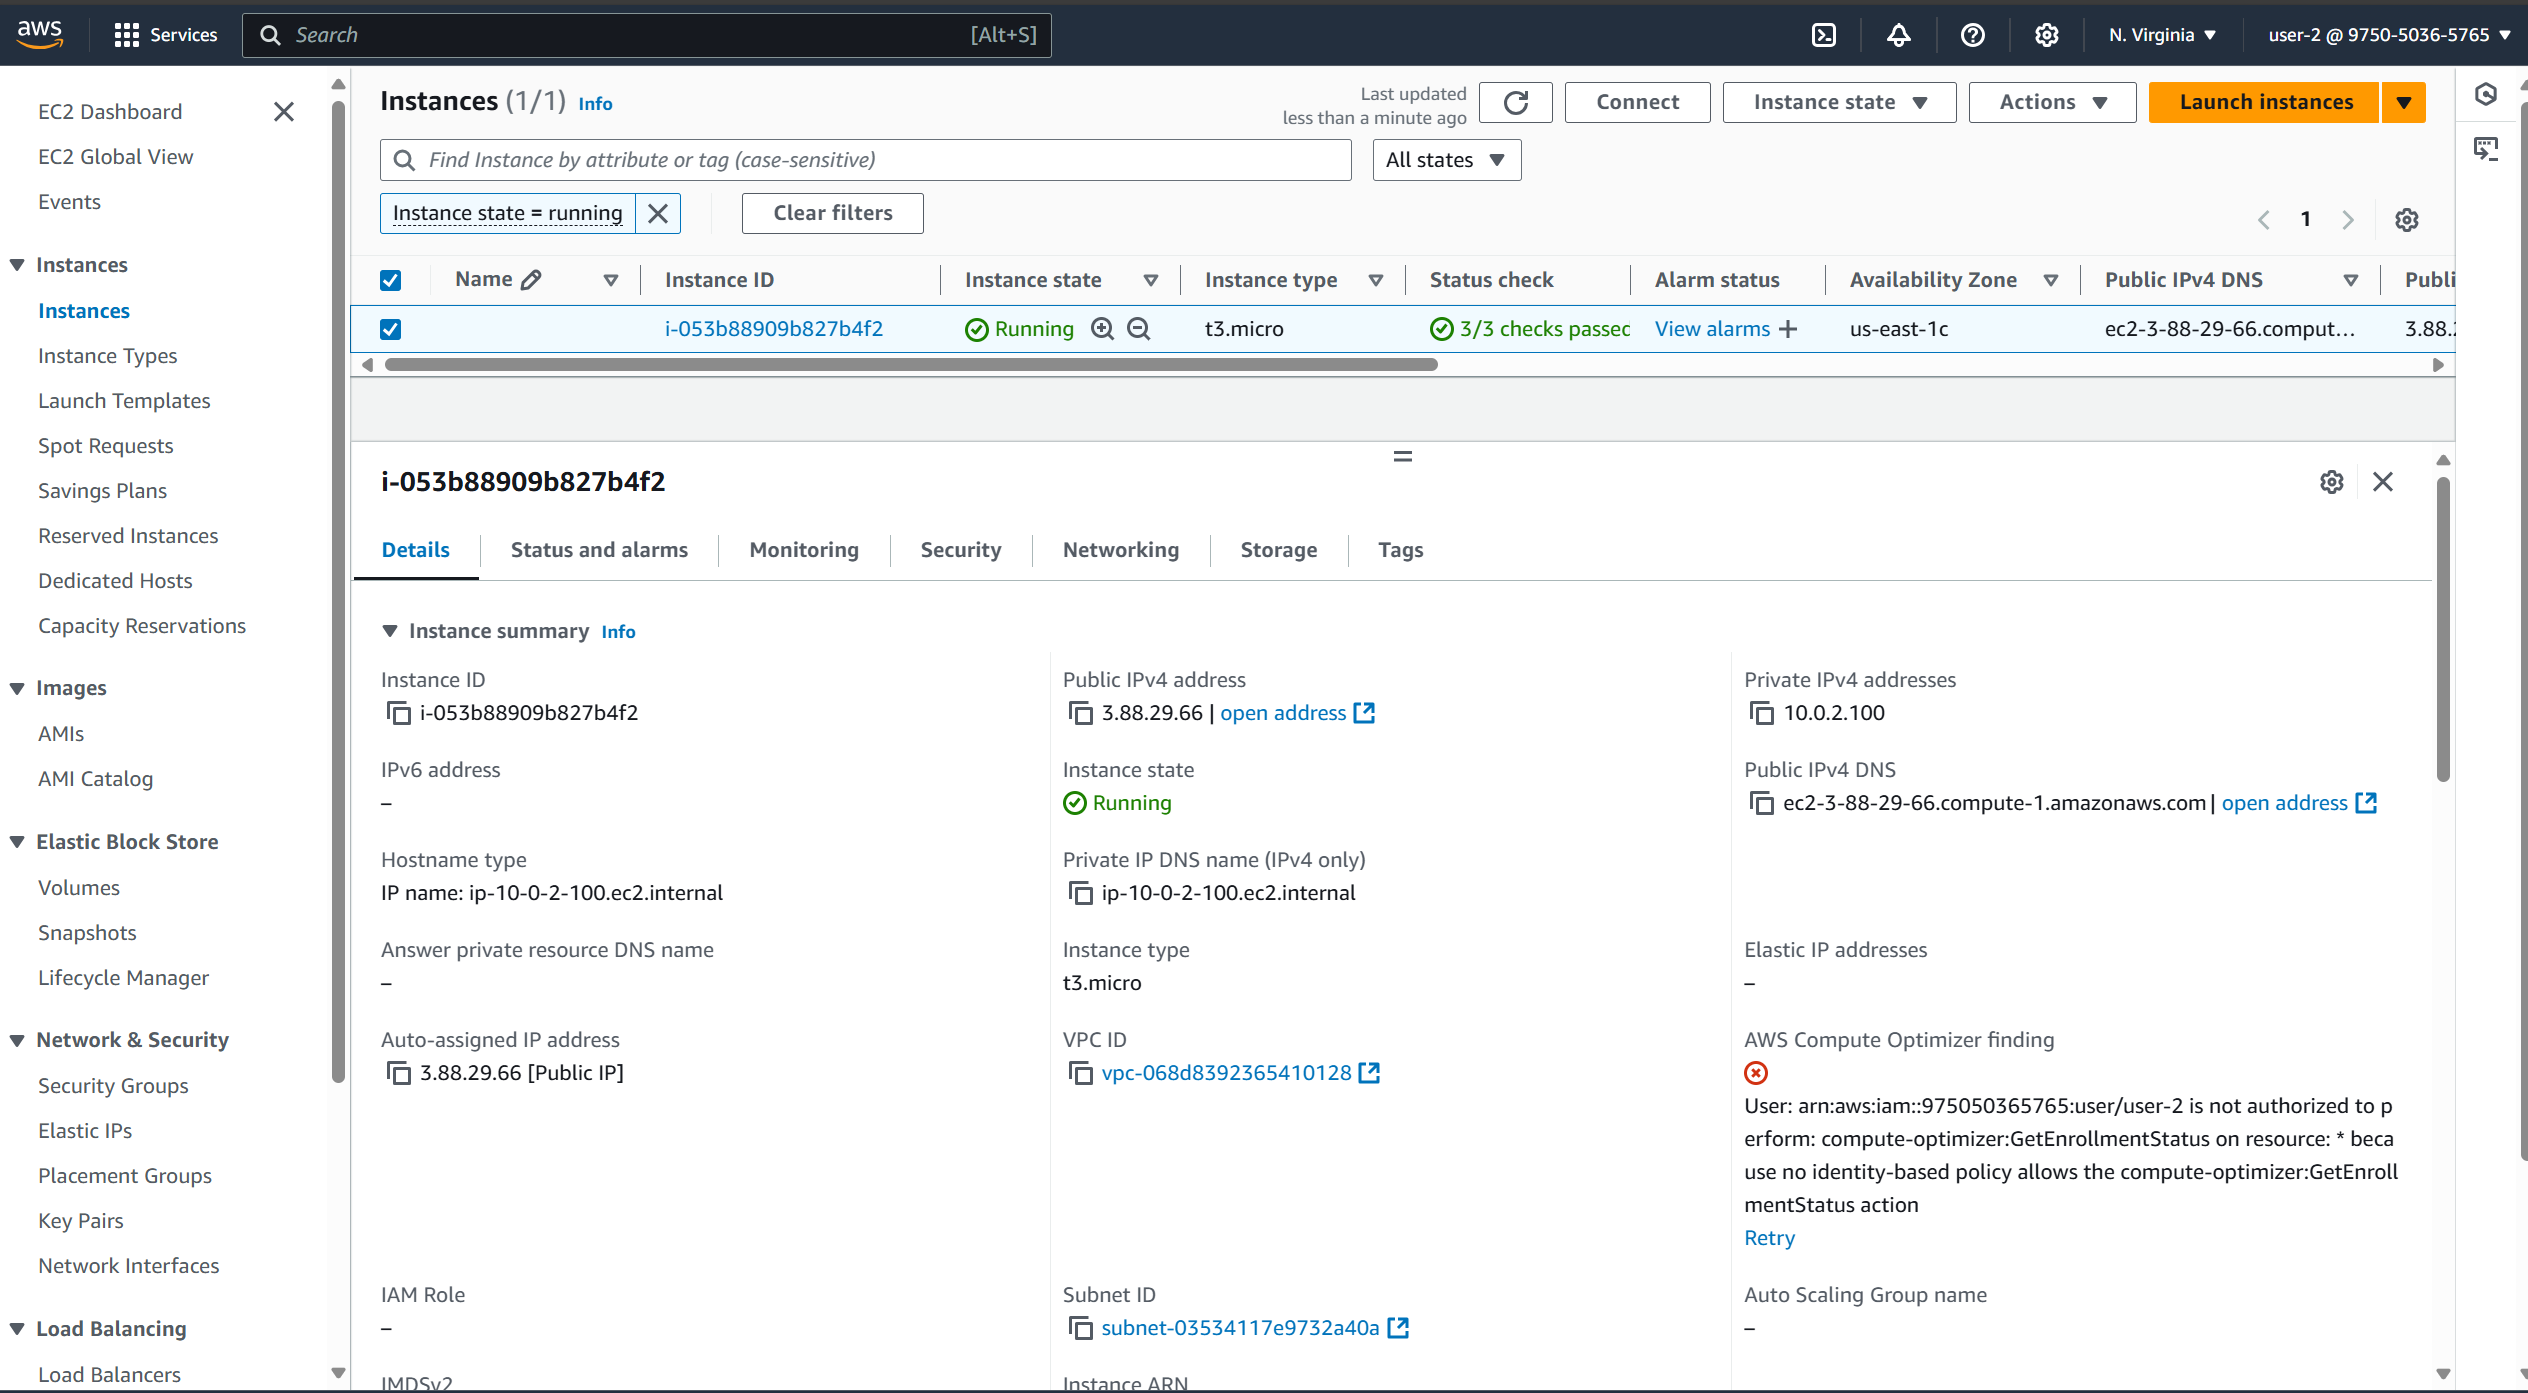 aws
Services
Search [Alt+S]
N. Virginia
user-2 @ 9750-5036-5765
EC2 Dashboard
EC2 Global View
Events
Instances
Instances
Instance Types
Launch Templates
Spot Requests
Savings Plans
Reserved Instances
Dedicated Hosts
Capacity Reservations
Images
AMIs
AMI Catalog
Elastic Block Store
Volumes
Snapshots
Lifecycle Manager
Network & Security
Security Groups
Elastic IPs
Placement Groups
Key Pairs
Network Interfaces
Load Balancing
Load Balancers
Instances (1/1) Info
Last updated
less than a minute ago
Connect
Instance state
Actions
Launch instances
Find Instance by attribute or tag (case-sensitive)
All states
Instance state = running
Clear filters
1
Name Instance ID Instance state Instance type Status check Alarm status Availability Zone Public IPv4 DNS Publi
i-053b88909b827b4f2 Running t3.micro 3/3 checks passed View alarms us-east-1c ec2-3-88-29-66.comput… 3.88.
i-053b88909b827b4f2
Details Status and alarms Monitoring Security Networking Storage Tags
Instance summary Info
Instance ID
i-053b88909b827b4f2
Public IPv4 address
3.88.29.66 | open address
Private IPv4 addresses
10.0.2.100
IPv6 address
–
Instance state
Running
Public IPv4 DNS
ec2-3-88-29-66.compute-1.amazonaws.com | open address
Hostname type
IP name: ip-10-0-2-100.ec2.internal
Private IP DNS name (IPv4 only)
ip-10-0-2-100.ec2.internal
Answer private resource DNS name
–
Instance type
t3.micro
Elastic IP addresses
–
Auto-assigned IP address
3.88.29.66 [Public IP]
VPC ID
vpc-068d8392365410128
AWS Compute Optimizer finding
User: arn:aws:iam::975050365765:user/user-2 is not authorized to p
erform: compute-optimizer:GetEnrollmentStatus on resource: * beca
use no identity-based policy allows the compute-optimizer:GetEnroll
mentStatus action
Retry
IAM Role
–
Subnet ID
subnet-03534117e9732a40a
Auto Scaling Group name
–
IMDSv2
Instance ARN